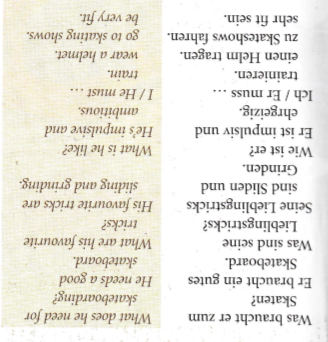 Was braucht er zum
Skaten?
Er braucht ein gutes
Skateboard.
Was sind seine
Lieblingstricks?
Seine Lieblingstricks
sind Sliden und
Grinden.
Wie ist er?
Er ist impulsiv und
ehrgeizig.
Ich / Er muss …
trainieren.
einen Helm tragen.
zu Skateshows fahren.
sehr fit sein.
What does he need for
skateboarding?
He needs a good
skateboard.
What are his favourite
tricks?
His favourite tricks are
sliding and grinding.
What is he like?
He's impulsive and
ambitious.
I / He must …
train.
wear a helmet.
go to skating shows.
be very fit.